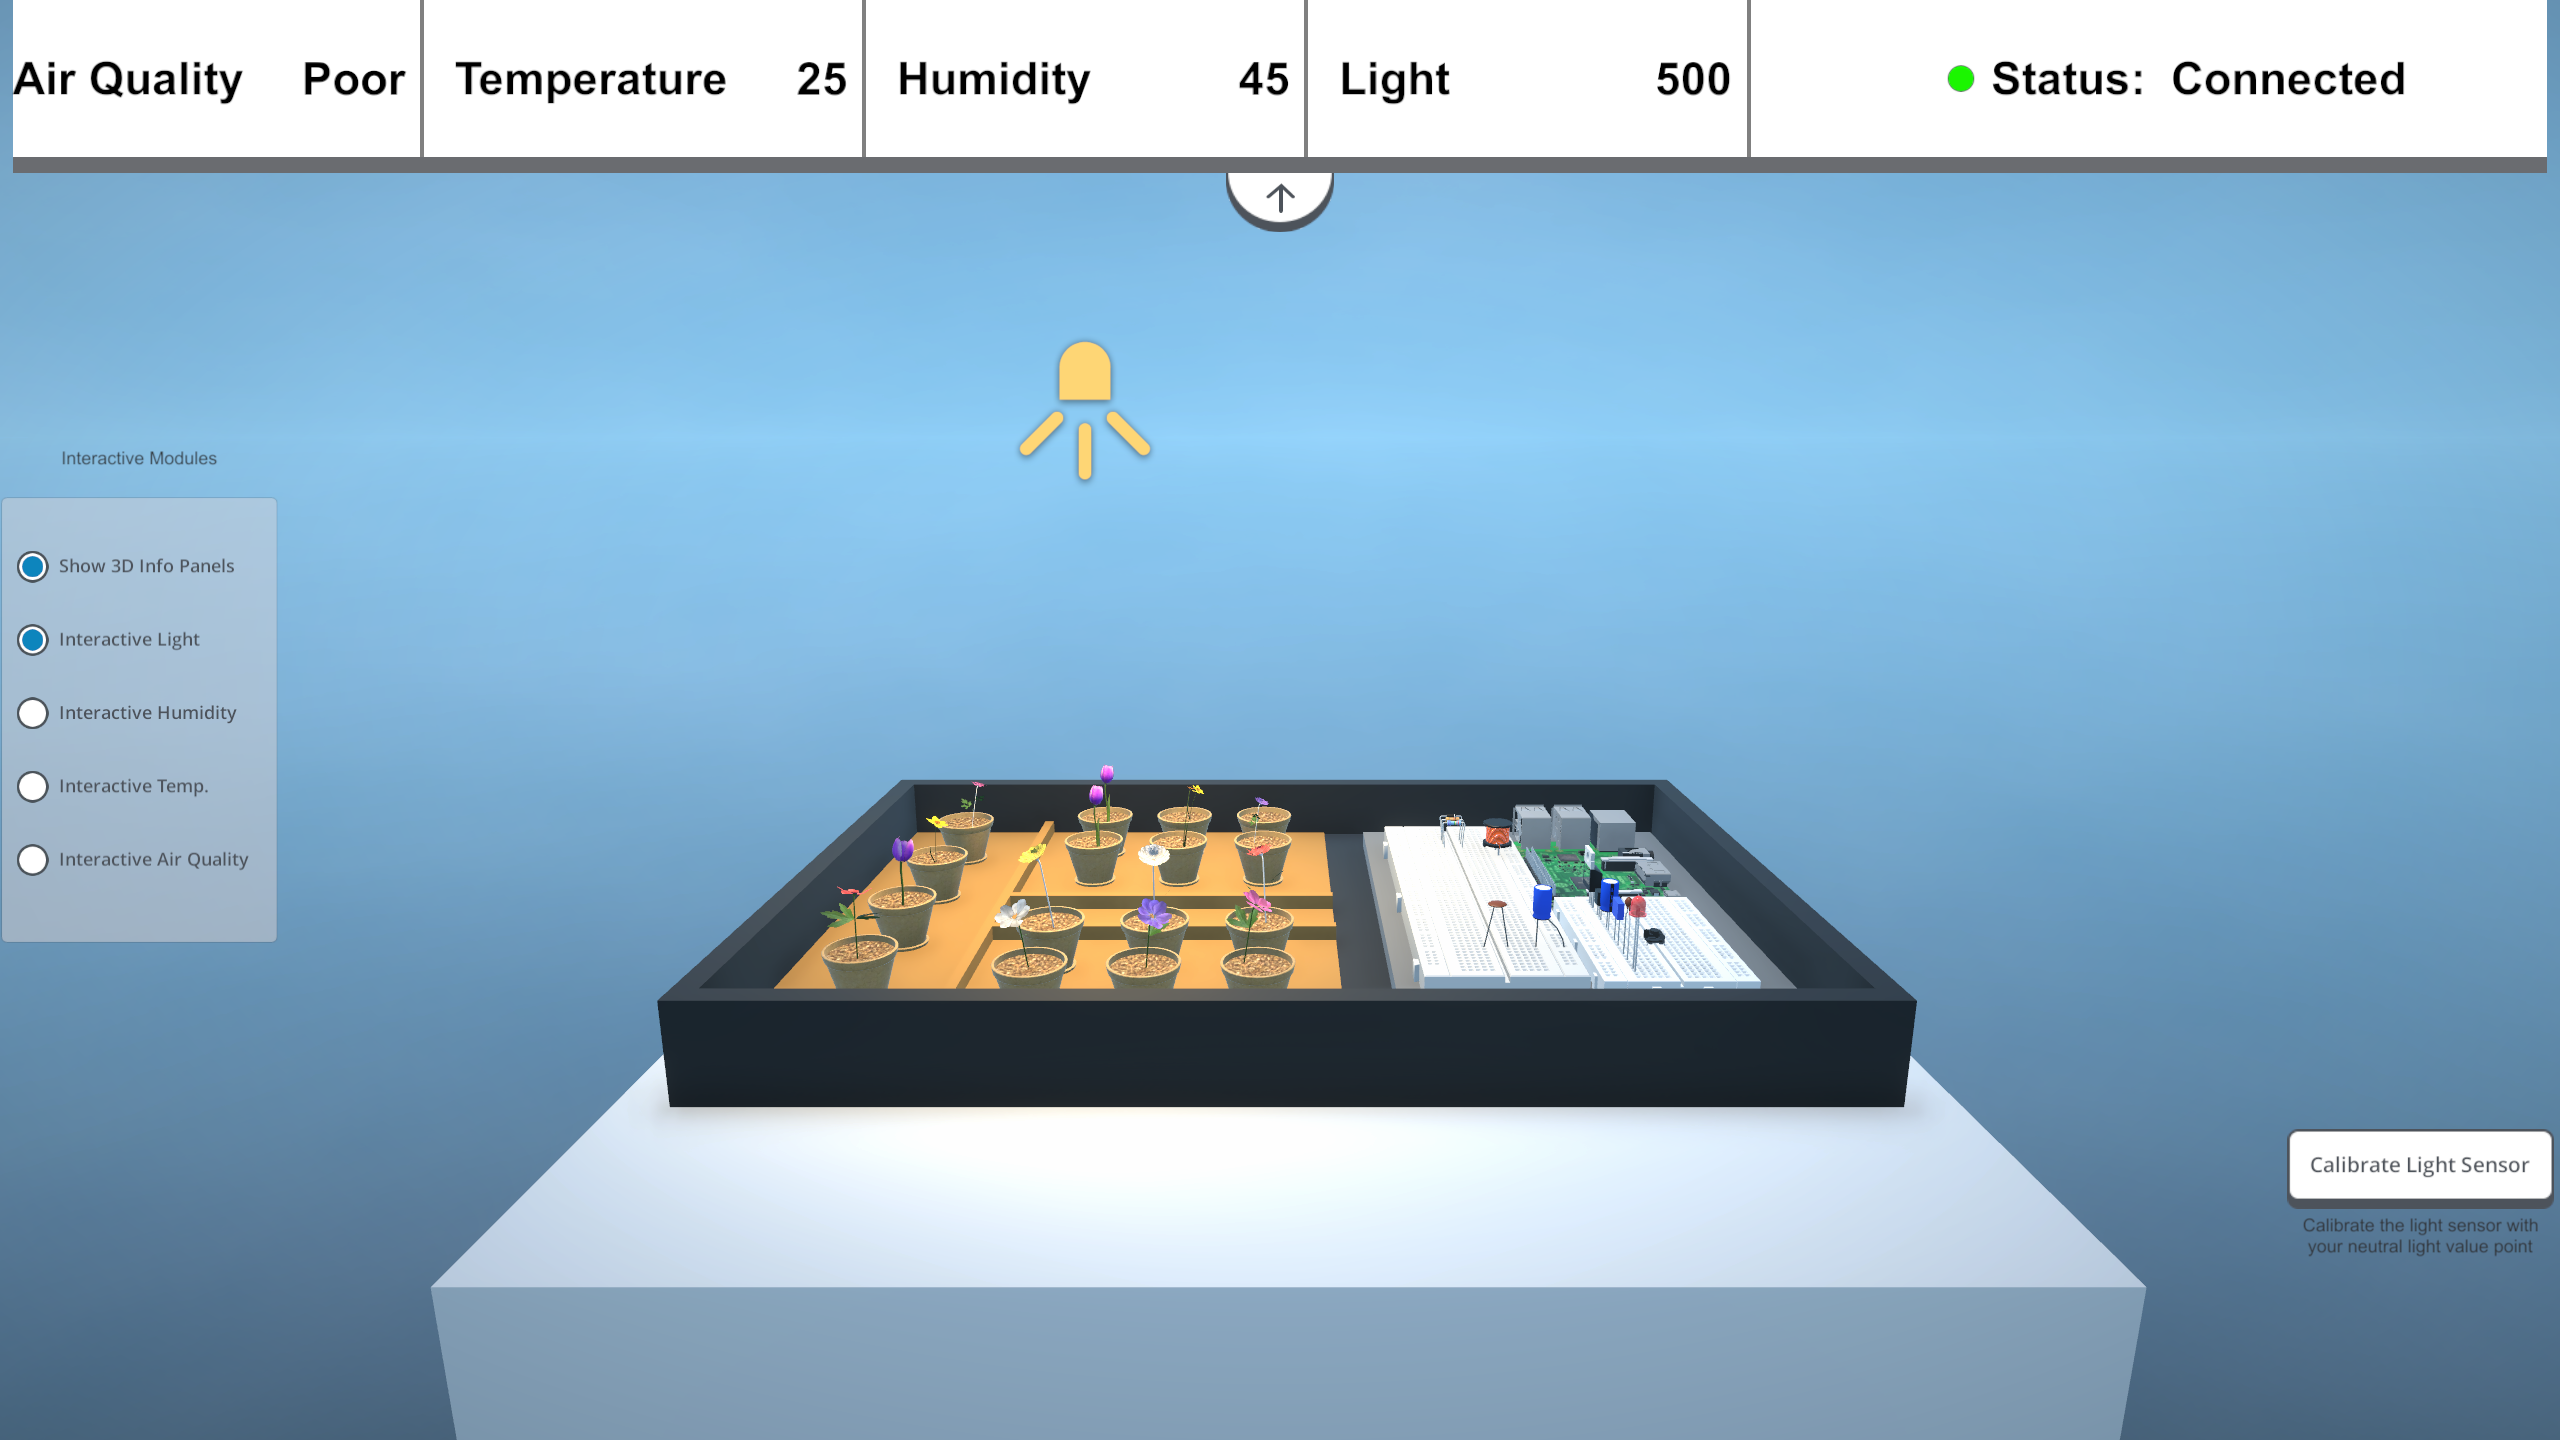 Air Quality Poor Temperature 25 Humidity 45 Light 500 Status: Connected
Interactive Modules
Show 3D Info Panels
Interactive Light
Interactive Humidity
Interactive Temp.
Interactive Air Quality
Calibrate Light Sensor
Calibrate the light sensor with
your neutral light value point